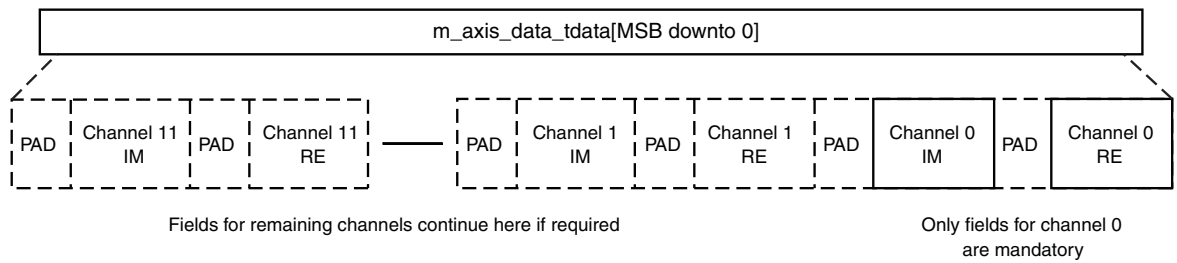 m_axis_data_tdata[MSB downto 0]
PAD
Channel 11
IM
PAD
Channel 11
RE
PAD
Channel 1
IM
PAD
Channel 1
RE
PAD
Channel 0
IM
PAD
Channel 0
RE
Fields for remaining channels continue here if required
Only fields for channel 0
are mandatory